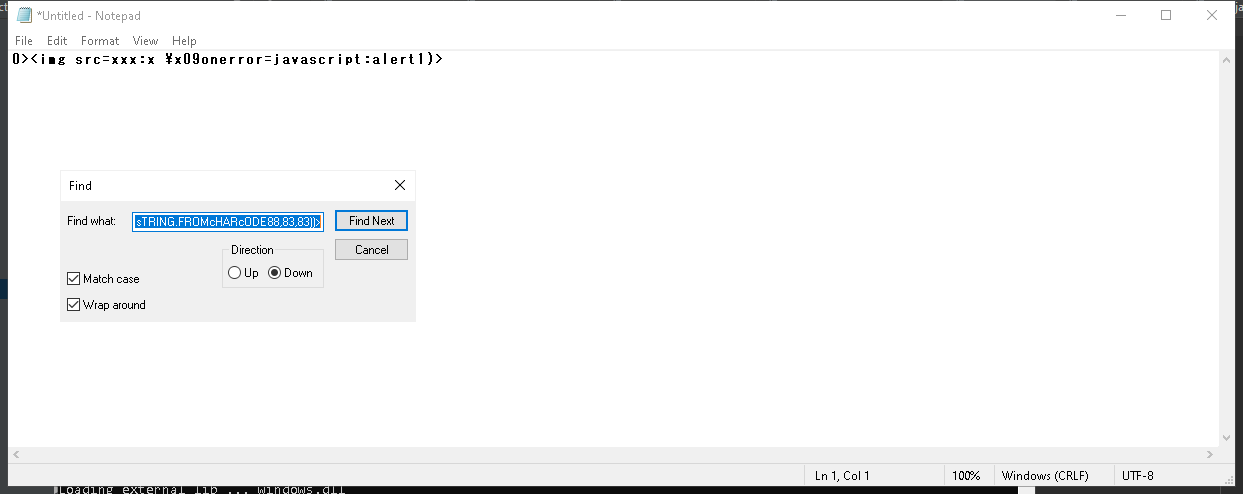 *Untitled - Notepad
File Edit Format View Help
0><img src=xxx:x ¥x09onerror=javascript:alert1)>
Find
Find what: sTRING.FROMcHARcODE88,83,83))> Find Next
Direction Cancel
Up Down
Match case
Wrap around
Ln 1, Col 1 100% Windows (CRLF) UTF-8
Loading external lib ... windows.dll